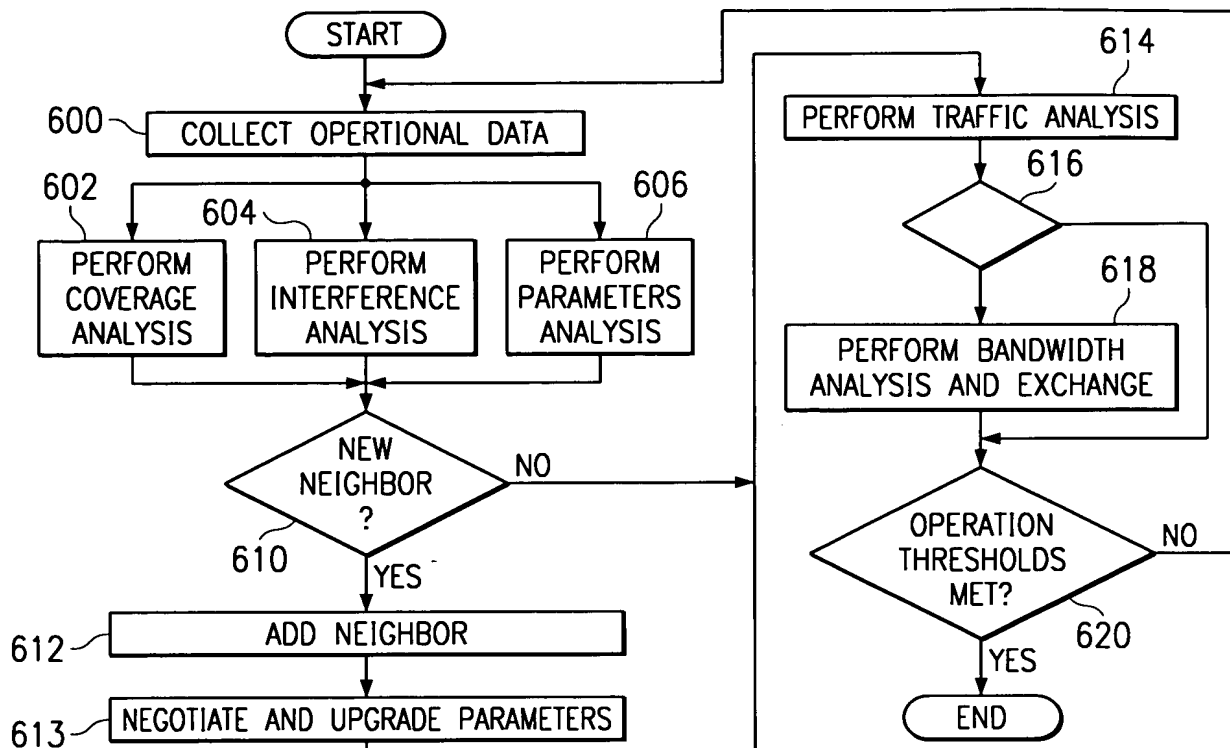 START
600
COLLECT OPERTIONAL DATA
602
604
606
PERFORM
COVERAGE
ANALYSIS
PERFORM
INTERFERENCE
ANALYSIS
PERFORM
PARAMETERS
ANALYSIS
NEW
NEIGHBOR
?
NO
610
YES
612
ADD NEIGHBOR
613
NEGOTIATE AND UPGRADE PARAMETERS
614
PERFORM TRAFFIC ANALYSIS
616
618
PERFORM BANDWIDTH
ANALYSIS AND EXCHANGE
OPERATION
THRESHOLDS
MET?
NO
620
YES
END